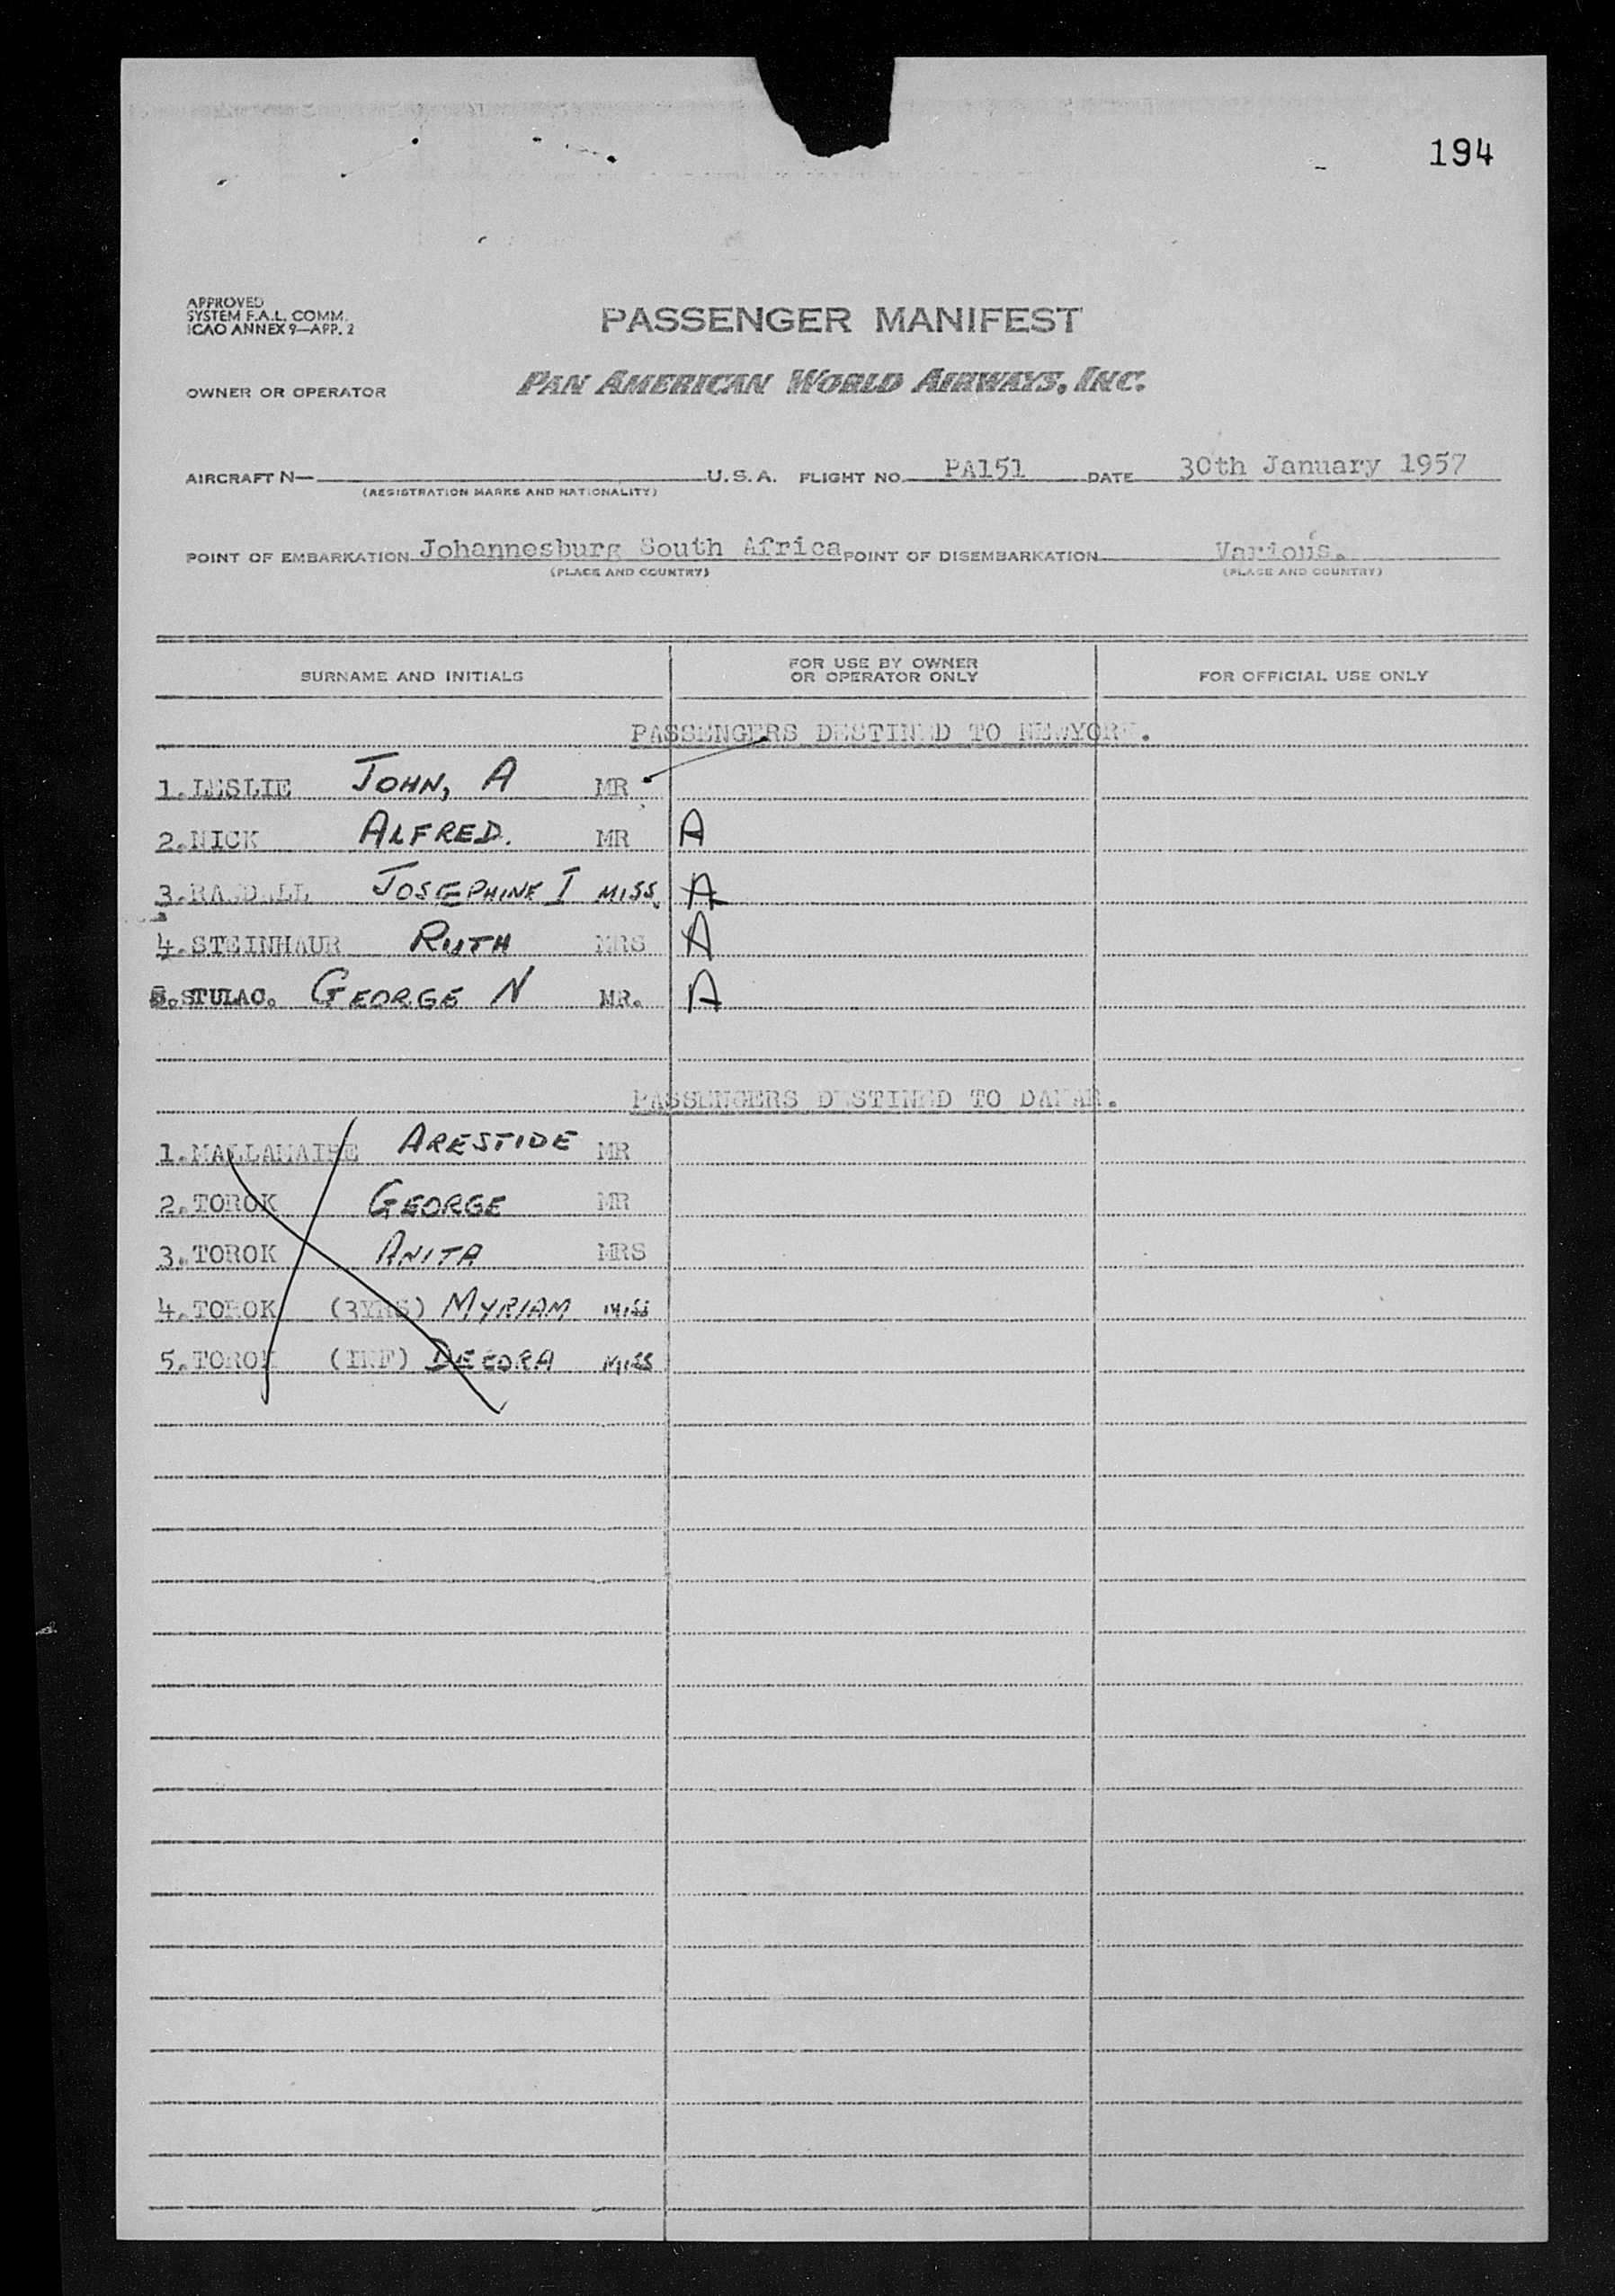 194
APPROVED
SYSTEM F.A.L. COMM.
ICAO ANNEX 9—APP. 2
PASSENGER MANIFEST
OWNER OR OPERATOR PAN AMERICAN WORLD AIRWAYS, INC.
AIRCRAFT N— U.S.A. FLIGHT NO. PA151 DATE 30th January 1957
(REGISTRATION MARKS AND NATIONALITY)
POINT OF EMBARKATION Johannesburg South Africa POINT OF DISEMBARKATION Various.
(PLACE AND COUNTRY) (PLACE AND COUNTRY)
SURNAME AND INITIALS FOR USE BY OWNER OR OPERATOR ONLY FOR OFFICIAL USE ONLY
PASSENGERS DESTINED TO NEWYORK.
1.LESLIE JOHN, A MR
2.NICK ALFRED. MR A
3.RANDALL JOSEPHINE I MISS. A
4.STEINHAUR RUTH MRS A
5.STULAC. GEORGE N MR. A
PASSENGERS DESTINED TO DAKAR.
1.MALLAMAIRE ARESTIDE MR
2.TOROK GEORGE MR
3.TOROK ANITA MRS
4.TOROK (3YRS) MYRIAM MISS
5.TOROK (INF) MISS